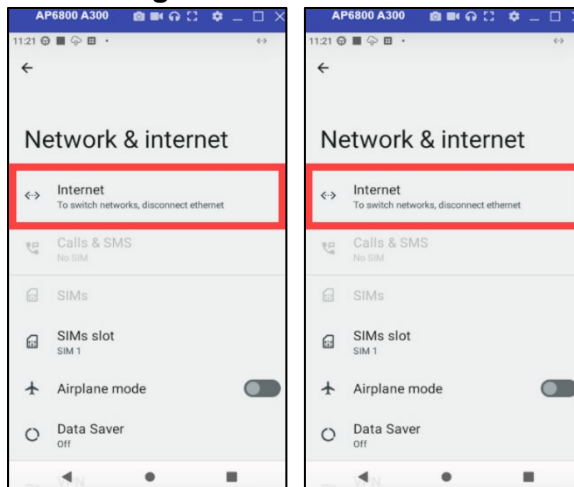 AP6800 A300
11:21
Network & internet
Internet
To switch networks, disconnect ethernet
Calls & SMS
No SIM
SIMs
SIMs slot
SIM 1
Airplane mode
Data Saver
Off
VPN
AP6800 A300
11:21
Network & internet
Internet
To switch networks, disconnect ethernet
Calls & SMS
No SIM
SIMs
SIMs slot
SIM 1
Airplane mode
Data Saver
Off
VPN